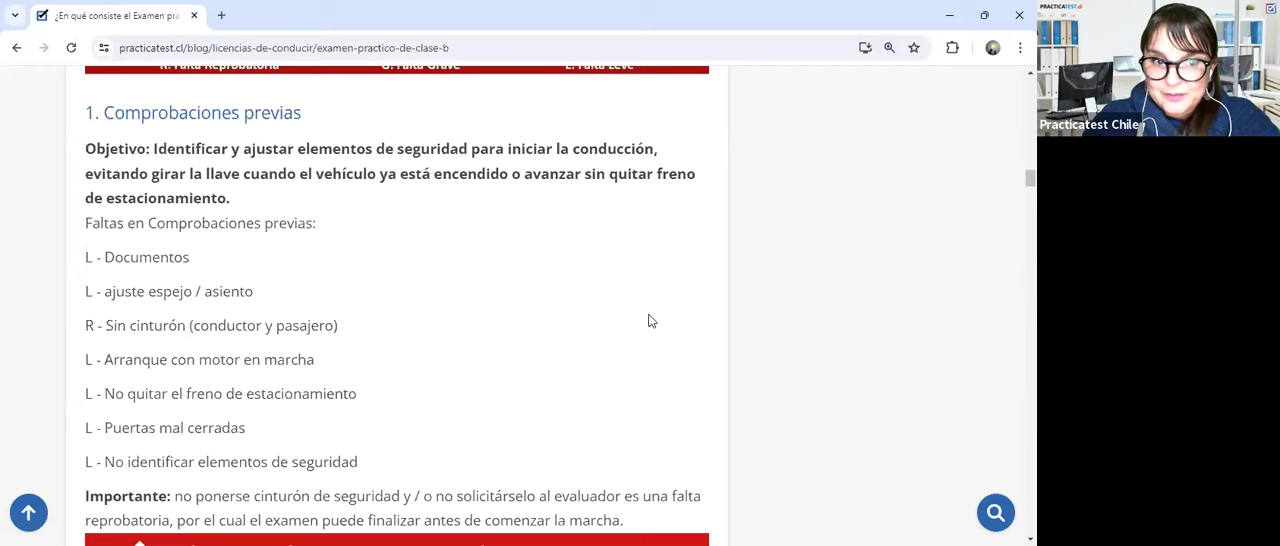 ¿En qué consiste el Examen pra
practicatest.cl/blog/licencias-de-conducir/examen-practico-de-clase-b
PRACTICATEST.cl
Practicatest Chile
R: Falta Reprobatoria G: Falta Grave L: Falta Leve
1. Comprobaciones previas
Objetivo: Identificar y ajustar elementos de seguridad para iniciar la conducción,
evitando girar la llave cuando el vehículo ya está encendido o avanzar sin quitar freno
de estacionamiento.
Faltas en Comprobaciones previas:
L - Documentos
L - ajuste espejo / asiento
R - Sin cinturón (conductor y pasajero)
L - Arranque con motor en marcha
L - No quitar el freno de estacionamiento
L - Puertas mal cerradas
L - No identificar elementos de seguridad
Importante: no ponerse cinturón de seguridad y / o no solicitárselo al evaluador es una falta
reprobatoria, por el cual el examen puede finalizar antes de comenzar la marcha.